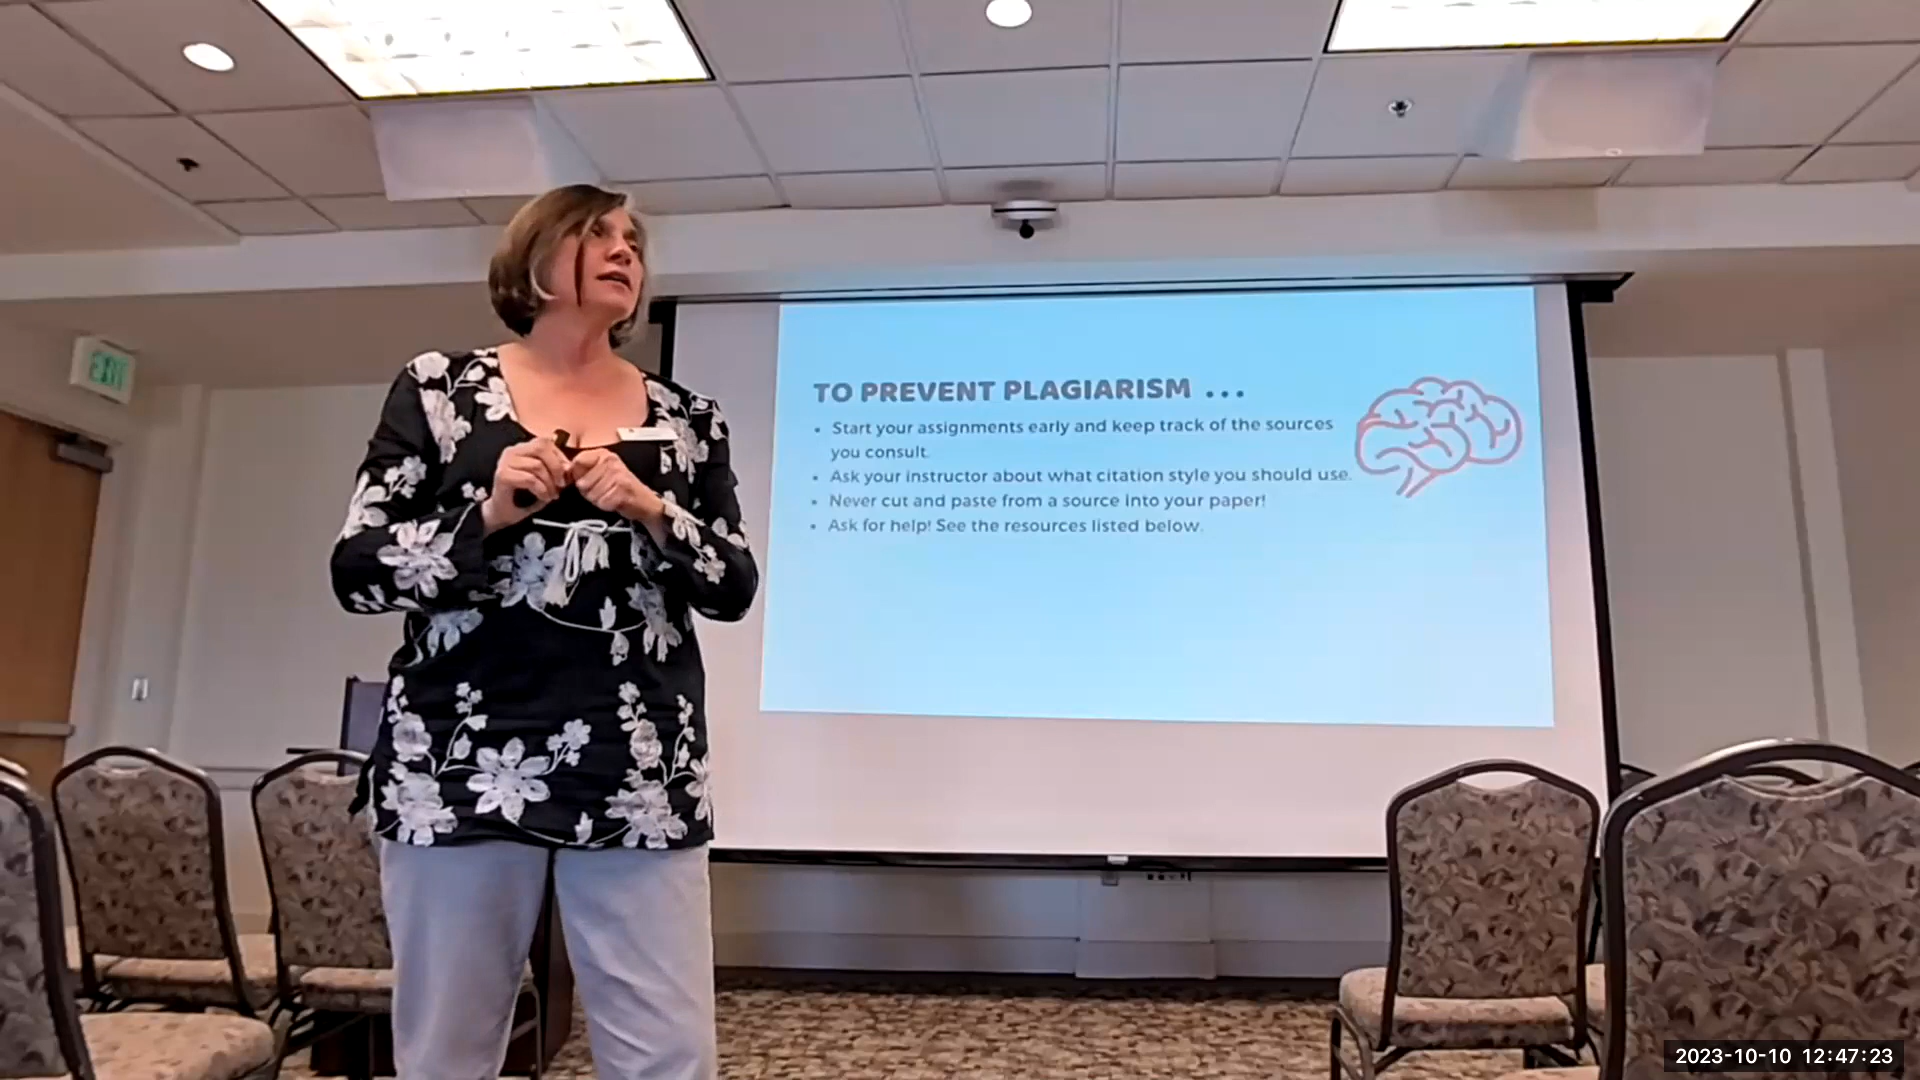 EXIT
TO PREVENT PLAGIARISM ...
• Start your assignments early and keep track of the sources
you consult.
• Ask your instructor about what citation style you should use.
• Never cut and paste from a source into your paper!
• Ask for help! See the resources listed below.
2023-10-10 12:47:23